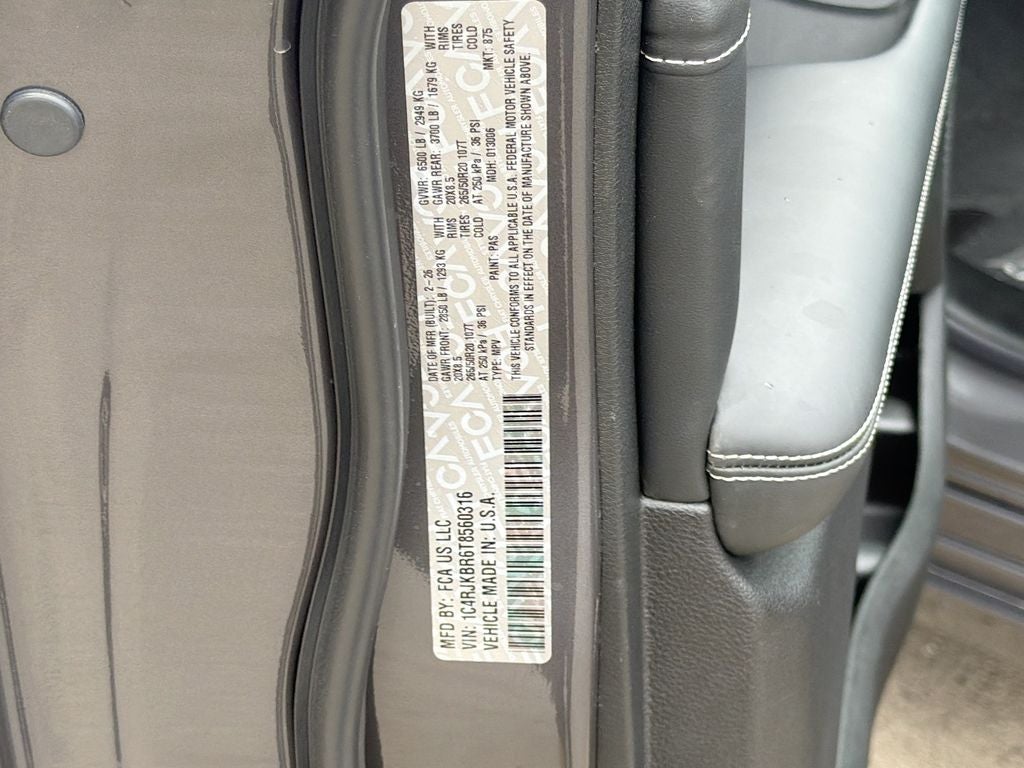 MFD BY: FCA US LLC
VIN: 1C4RJKBR6T8560316
VEHICLE MADE IN: U.S.A.
DATE OF MFR (BUILT): 2-26
GAWR FRONT: 2850 LB / 1293 KG WITH
20X8.5 RIMS
265/50R20 107T TIRES
AT 250 kPa / 36 PSI COLD
TYPE: MPV PAINT: PAS
GVWR: 6500 LB / 2949 KG
GAWR REAR: 3700 LB / 1679 KG WITH
20X8.5 RIMS
265/50R20 107T TIRES
AT 250 kPa / 36 PSI COLD
MDH: 013006 MKT: 875
THIS VEHICLE CONFORMS TO ALL APPLICABLE U.S.A. FEDERAL MOTOR VEHICLE SAFETY
STANDARDS IN EFFECT ON THE DATE OF MANUFACTURE SHOWN ABOVE.